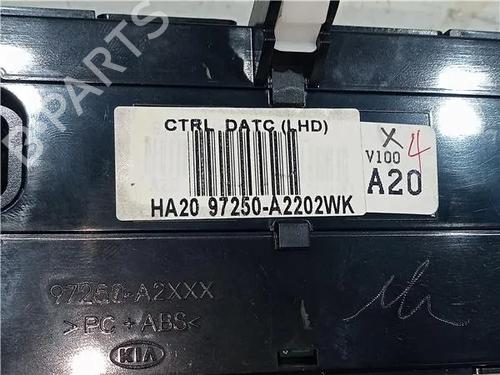 B-PARTS
CTRL DATC (LHD)
HA20 97250-A2202WK
X
V100 4
A20
97250-A2XXX
>PC + ABS<
KIA